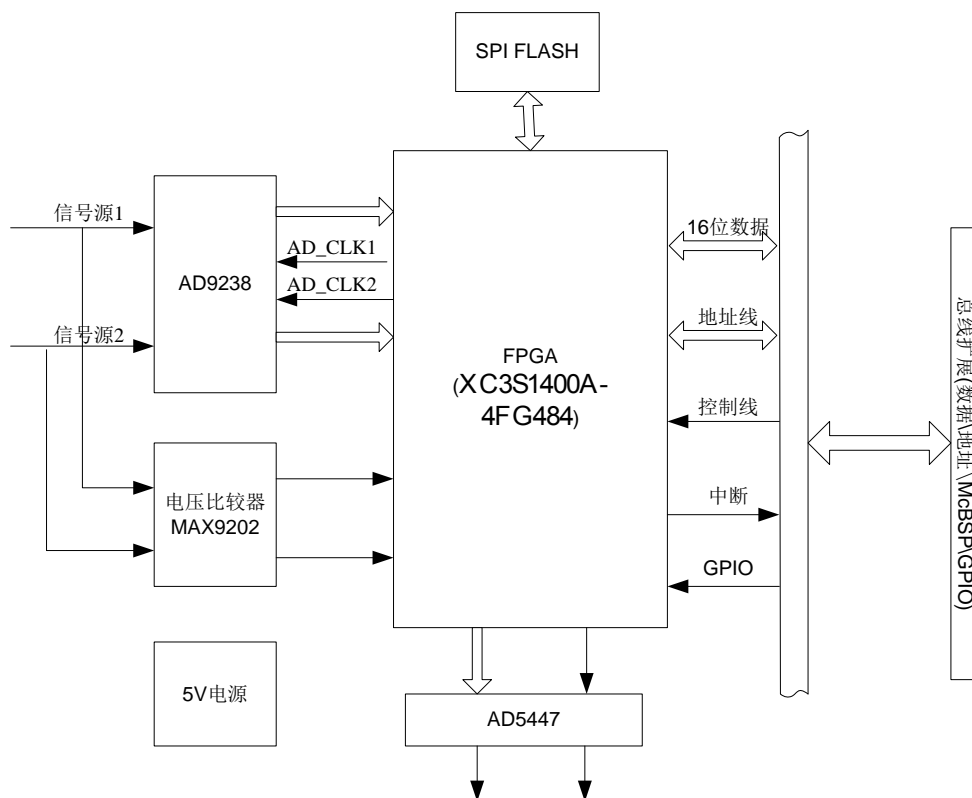 SPI FLASH
信号源1
AD9238
AD_CLK1
AD_CLK2
信号源2
FPGA
(XC3S1400A-
4FG484)
16位数据
地址线
控制线
中断
GPIO
总线扩展(数据\地址\McBSP\GPIO)
电压比较器
MAX9202
5V电源
AD5447